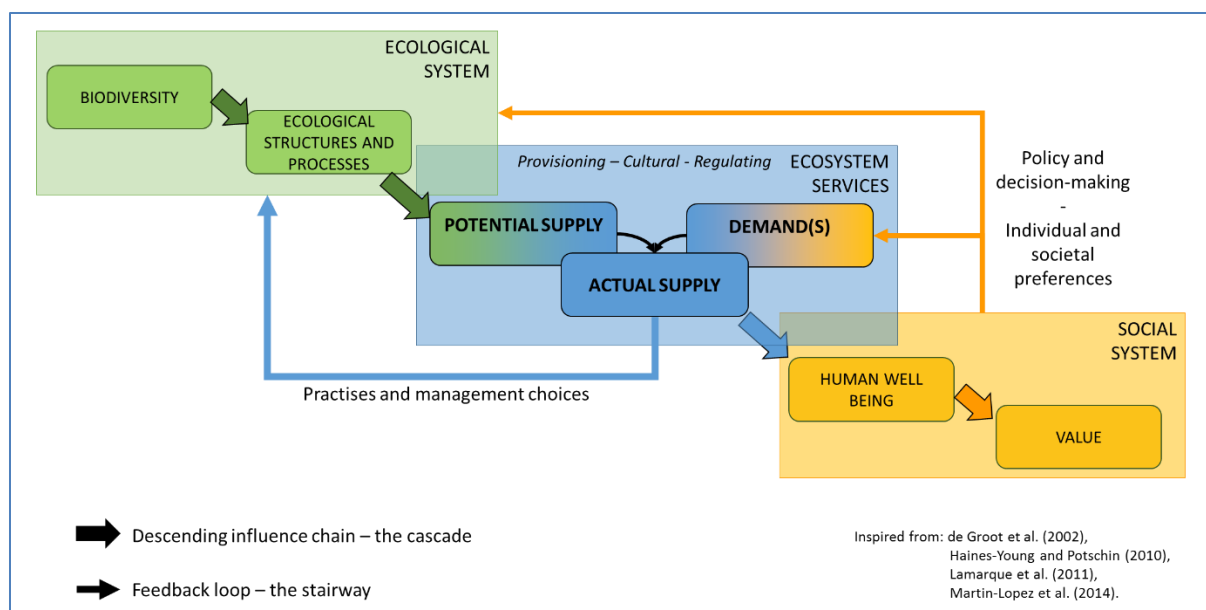 ECOLOGICAL
SYSTEM
BIODIVERSITY
ECOLOGICAL
STRUCTURES AND
PROCESSES
Provisioning – Cultural - Regulating
ECOSYSTEM
SERVICES
POTENTIAL SUPPLY
DEMAND(S)
ACTUAL SUPPLY
Policy and
decision-making
-
Individual and
societal
preferences
Practises and management choices
SOCIAL
SYSTEM
HUMAN WELL
BEING
VALUE
Descending influence chain – the cascade
Feedback loop – the stairway
Inspired from: de Groot et al. (2002),
Haines-Young and Potschin (2010),
Lamarque et al. (2011),
Martin-Lopez et al. (2014).